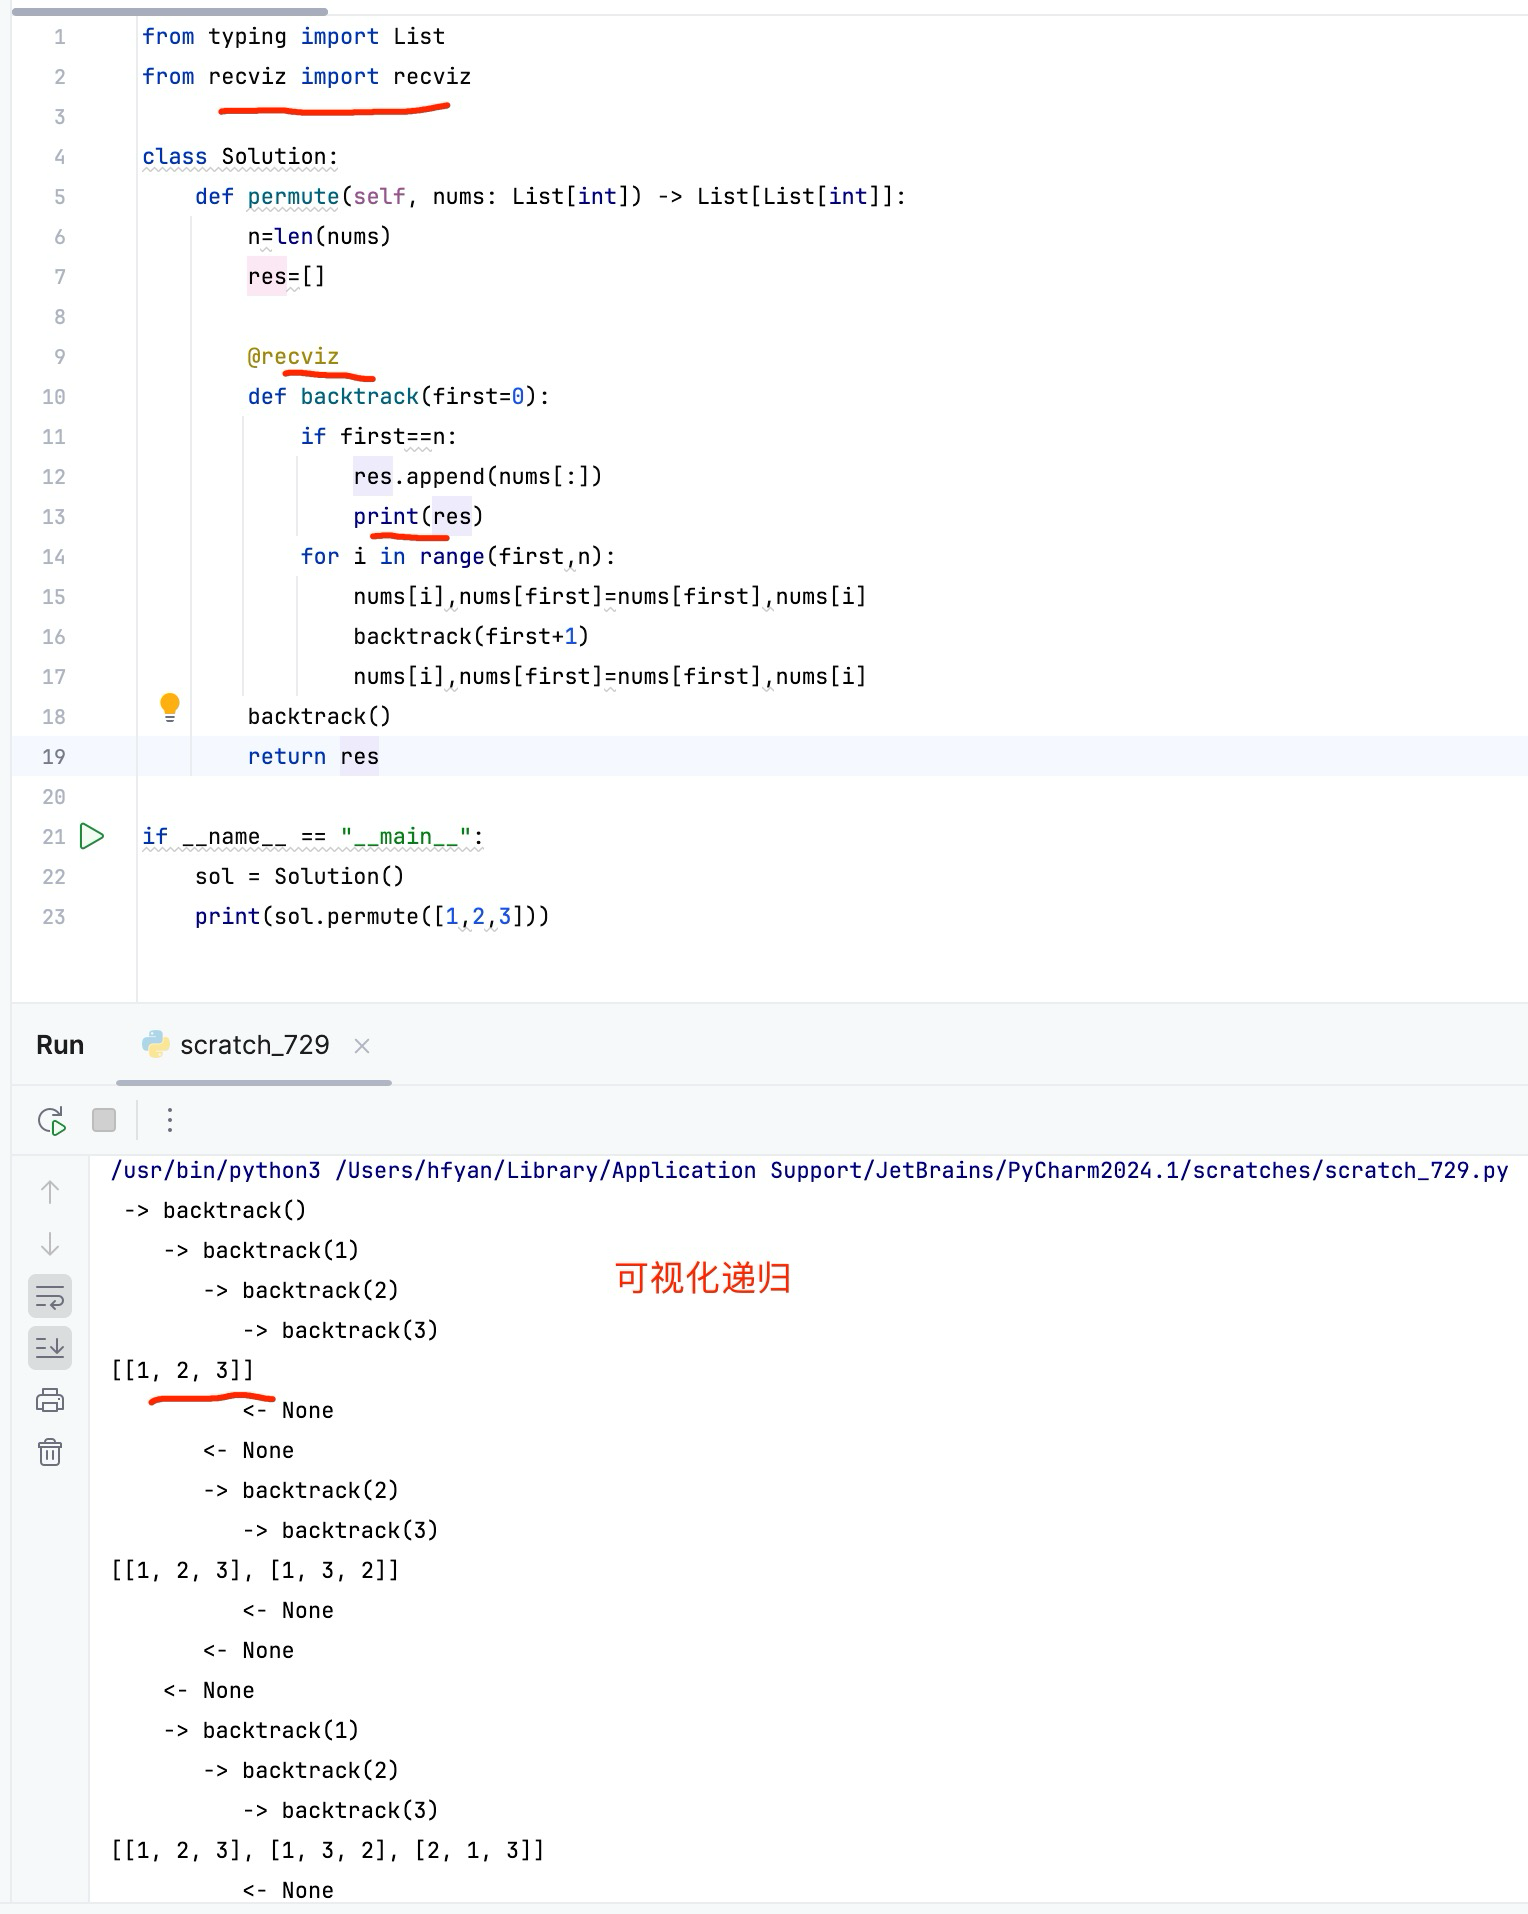 1 from typing import List
2 from recviz import recviz
3
4 class Solution:
5     def permute(self, nums: List[int]) -> List[List[int]]:
6         n=len(nums)
7         res=[]
8
9         @recviz
10         def backtrack(first=0):
11             if first==n:
12                 res.append(nums[:])
13                 print(res)
14             for i in range(first,n):
15                 nums[i],nums[first]=nums[first],nums[i]
16                 backtrack(first+1)
17                 nums[i],nums[first]=nums[first],nums[i]
18         backtrack()
19         return res
20
21 if __name__ == "__main__":
22     sol = Solution()
23     print(sol.permute([1,2,3]))
Run scratch_729
/usr/bin/python3 /Users/hfyan/Library/Application Support/JetBrains/PyCharm2024.1/scratches/scratch_729.py
 -> backtrack()
    -> backtrack(1)
可视化递归
       -> backtrack(2)
          -> backtrack(3)
[[1, 2, 3]]
          <- None
       <- None
       -> backtrack(2)
          -> backtrack(3)
[[1, 2, 3], [1, 3, 2]]
          <- None
       <- None
    <- None
    -> backtrack(1)
       -> backtrack(2)
          -> backtrack(3)
[[1, 2, 3], [1, 3, 2], [2, 1, 3]]
          <- None